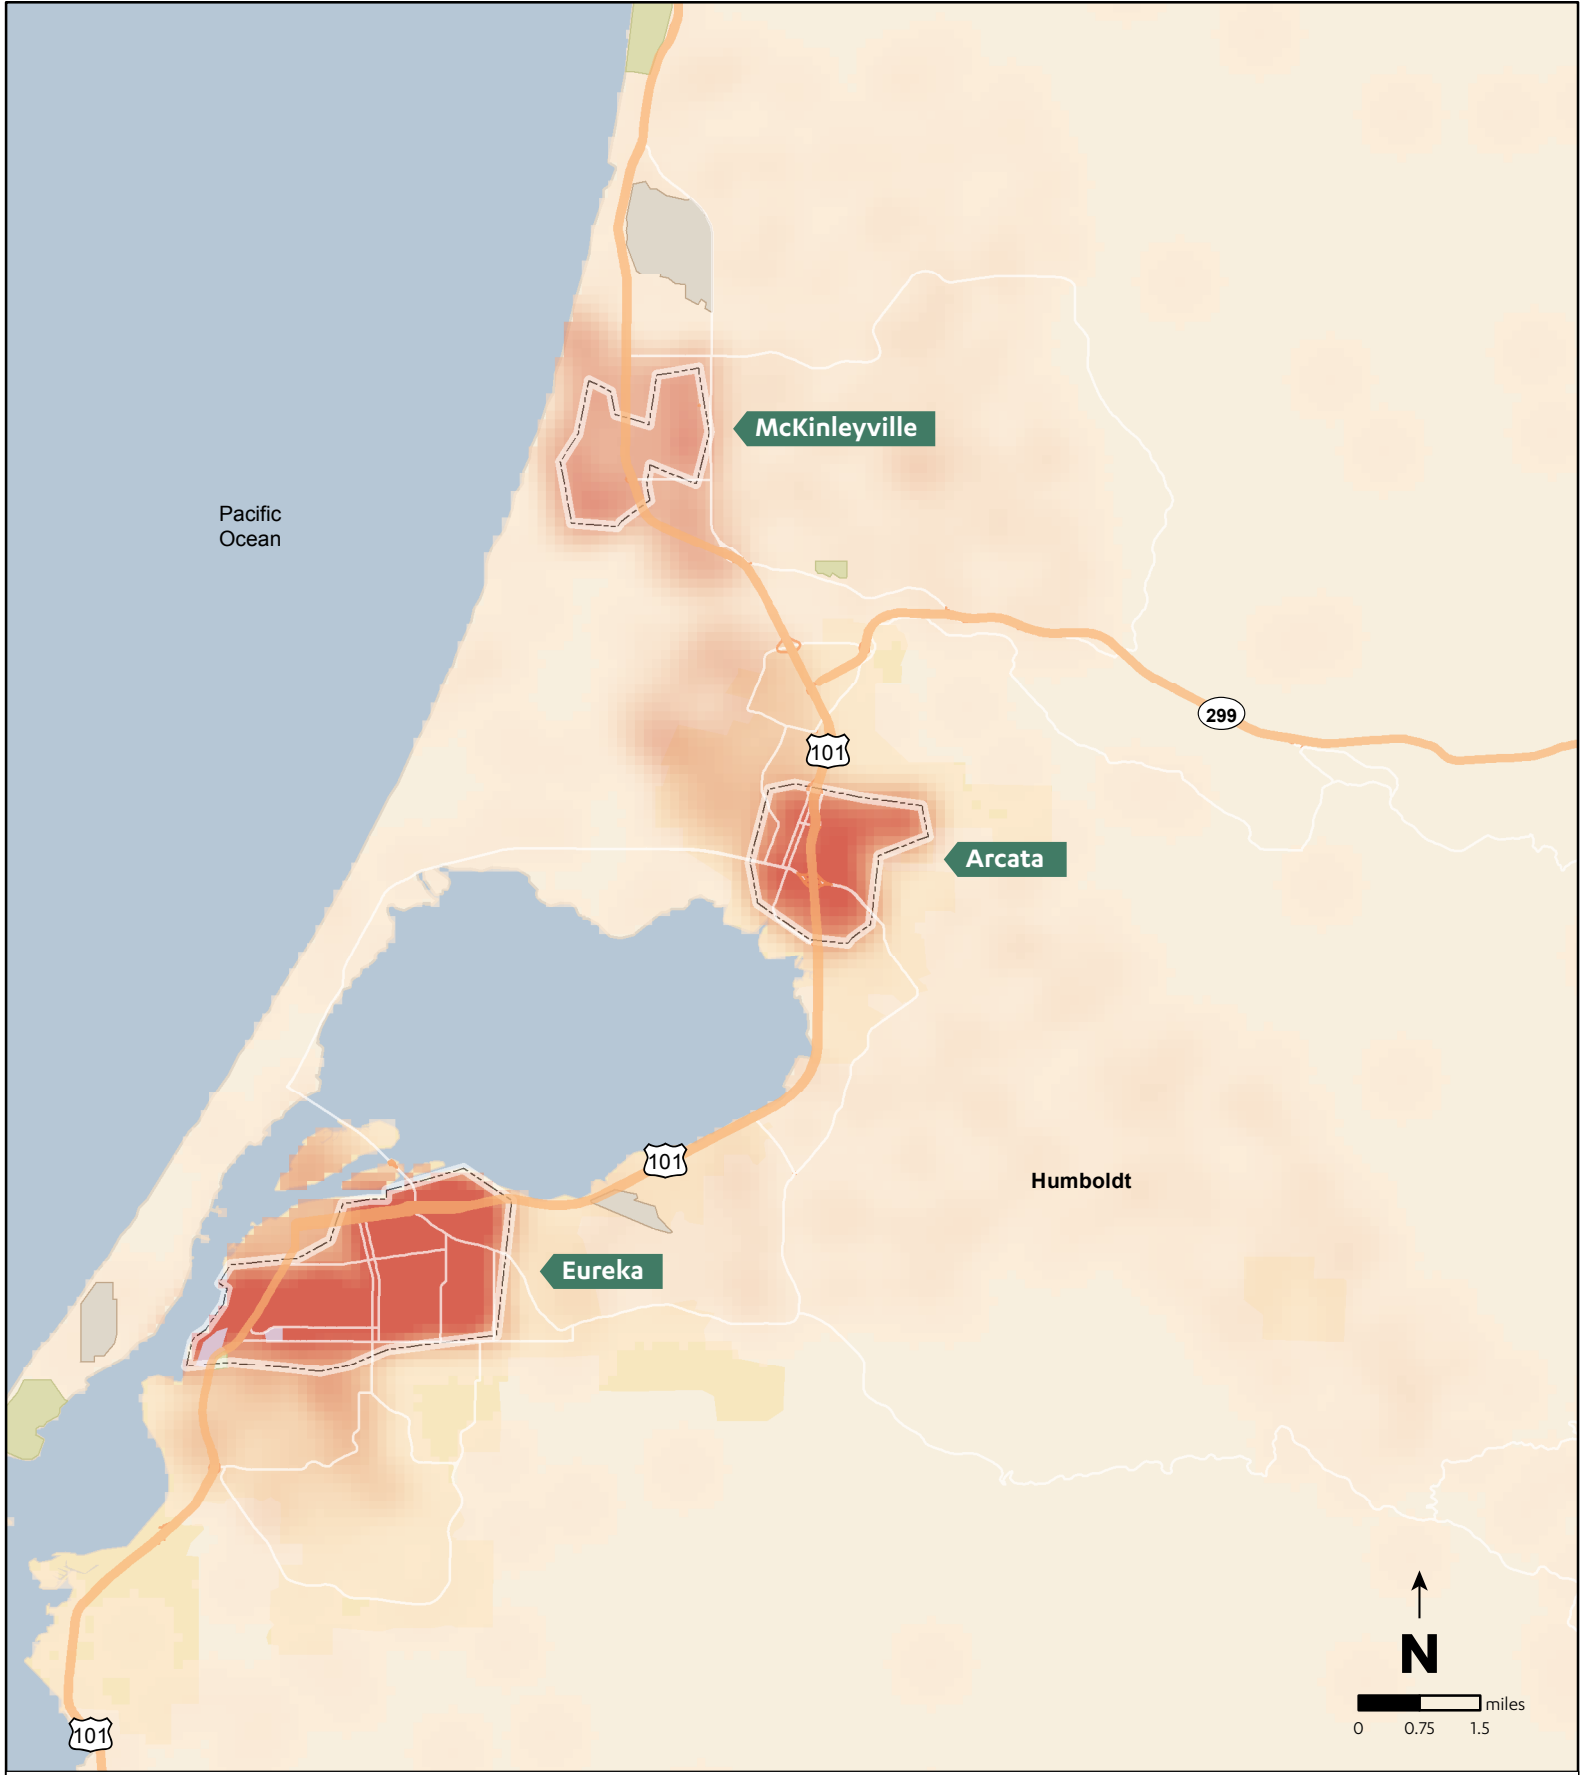 McKinleyville
Pacific
Ocean
299
101
Arcata
101
Humboldt
Eureka
N
miles
0 0.75 1.5
101